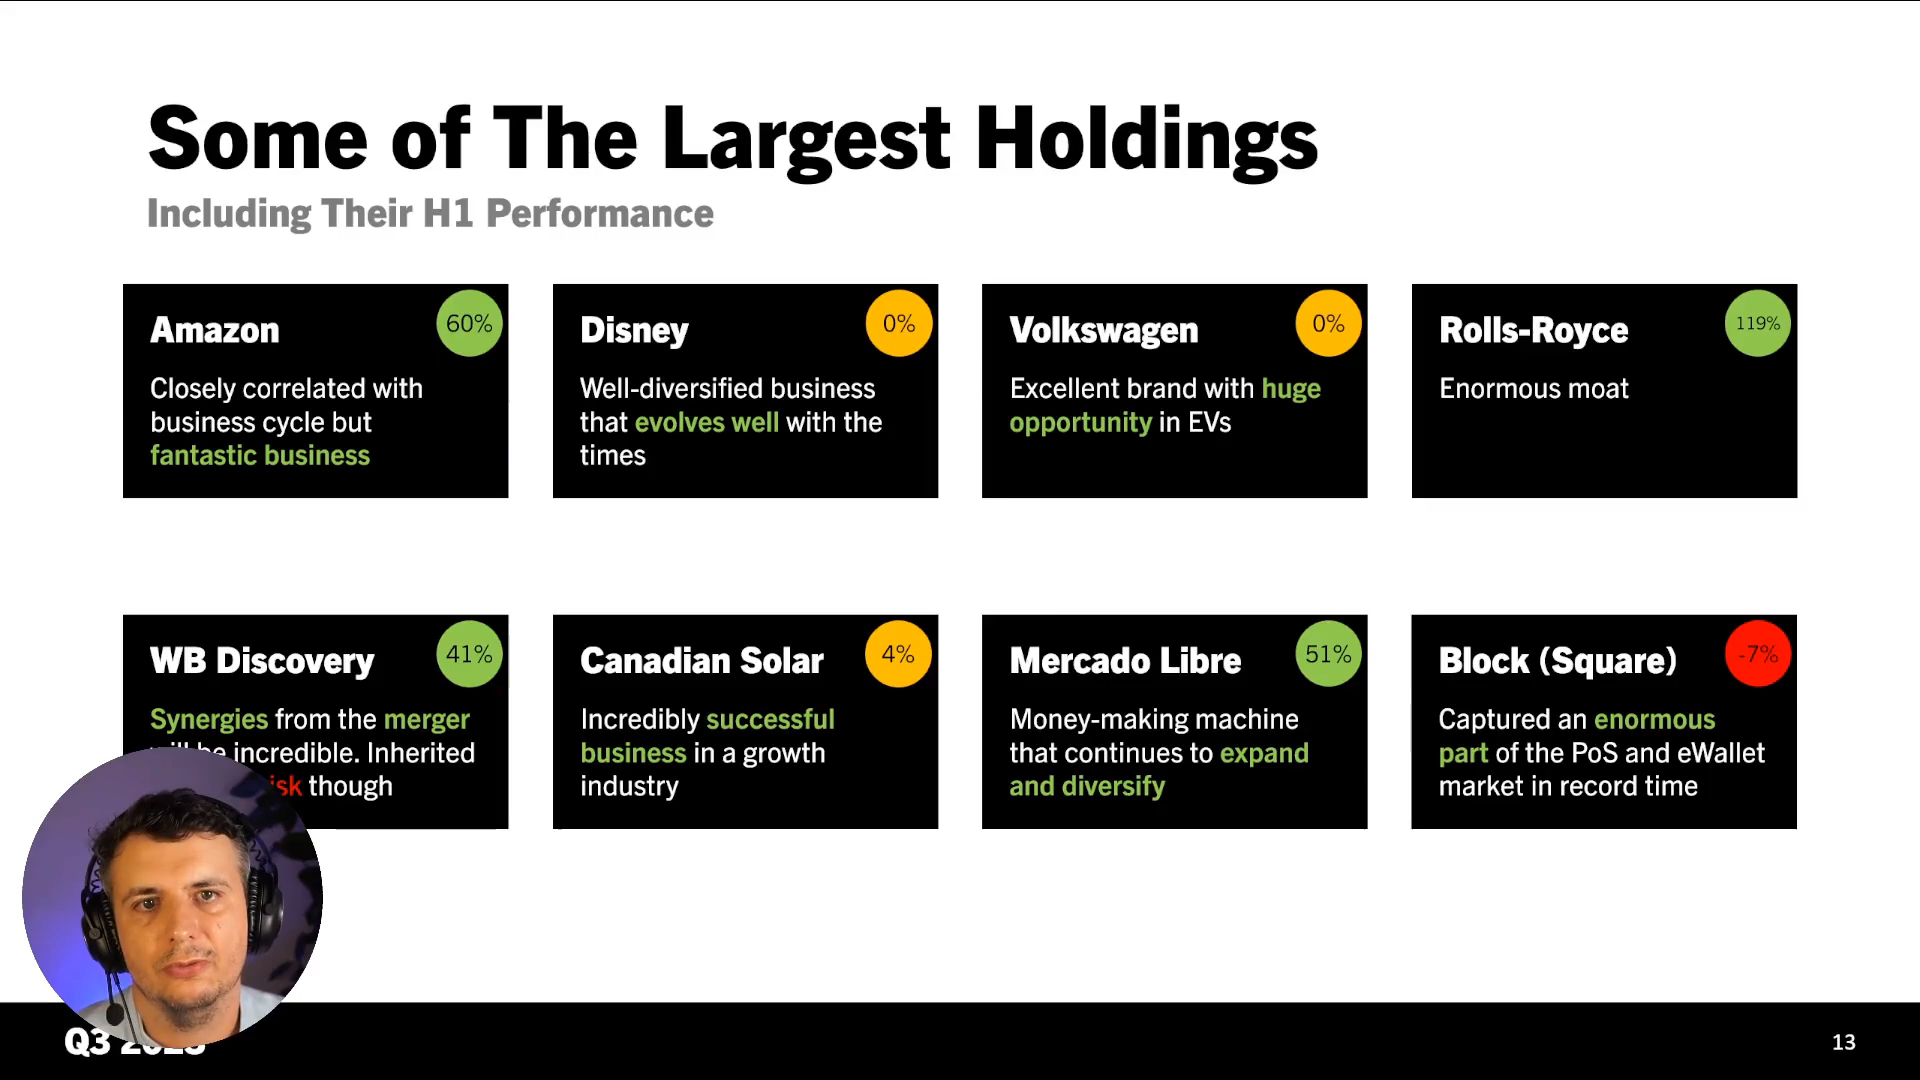 Some of The Largest Holdings
Including Their H1 Performance
Amazon
60%
Closely correlated with
business cycle but
fantastic business
Disney
0%
Well-diversified business
that evolves well with the
times
Volkswagen
0%
Excellent brand with huge
opportunity in EVs
Rolls-Royce
119%
Enormous moat
WB Discovery
41%
Synergies from the merger
be incredible. Inherited
though
Canadian Solar
4%
Incredibly successful
business in a growth
industry
Mercado Libre
51%
Money-making machine
that continues to expand
and diversify
Block (Square)
-7%
Captured an enormous
part of the PoS and eWallet
market in record time
Q3
13